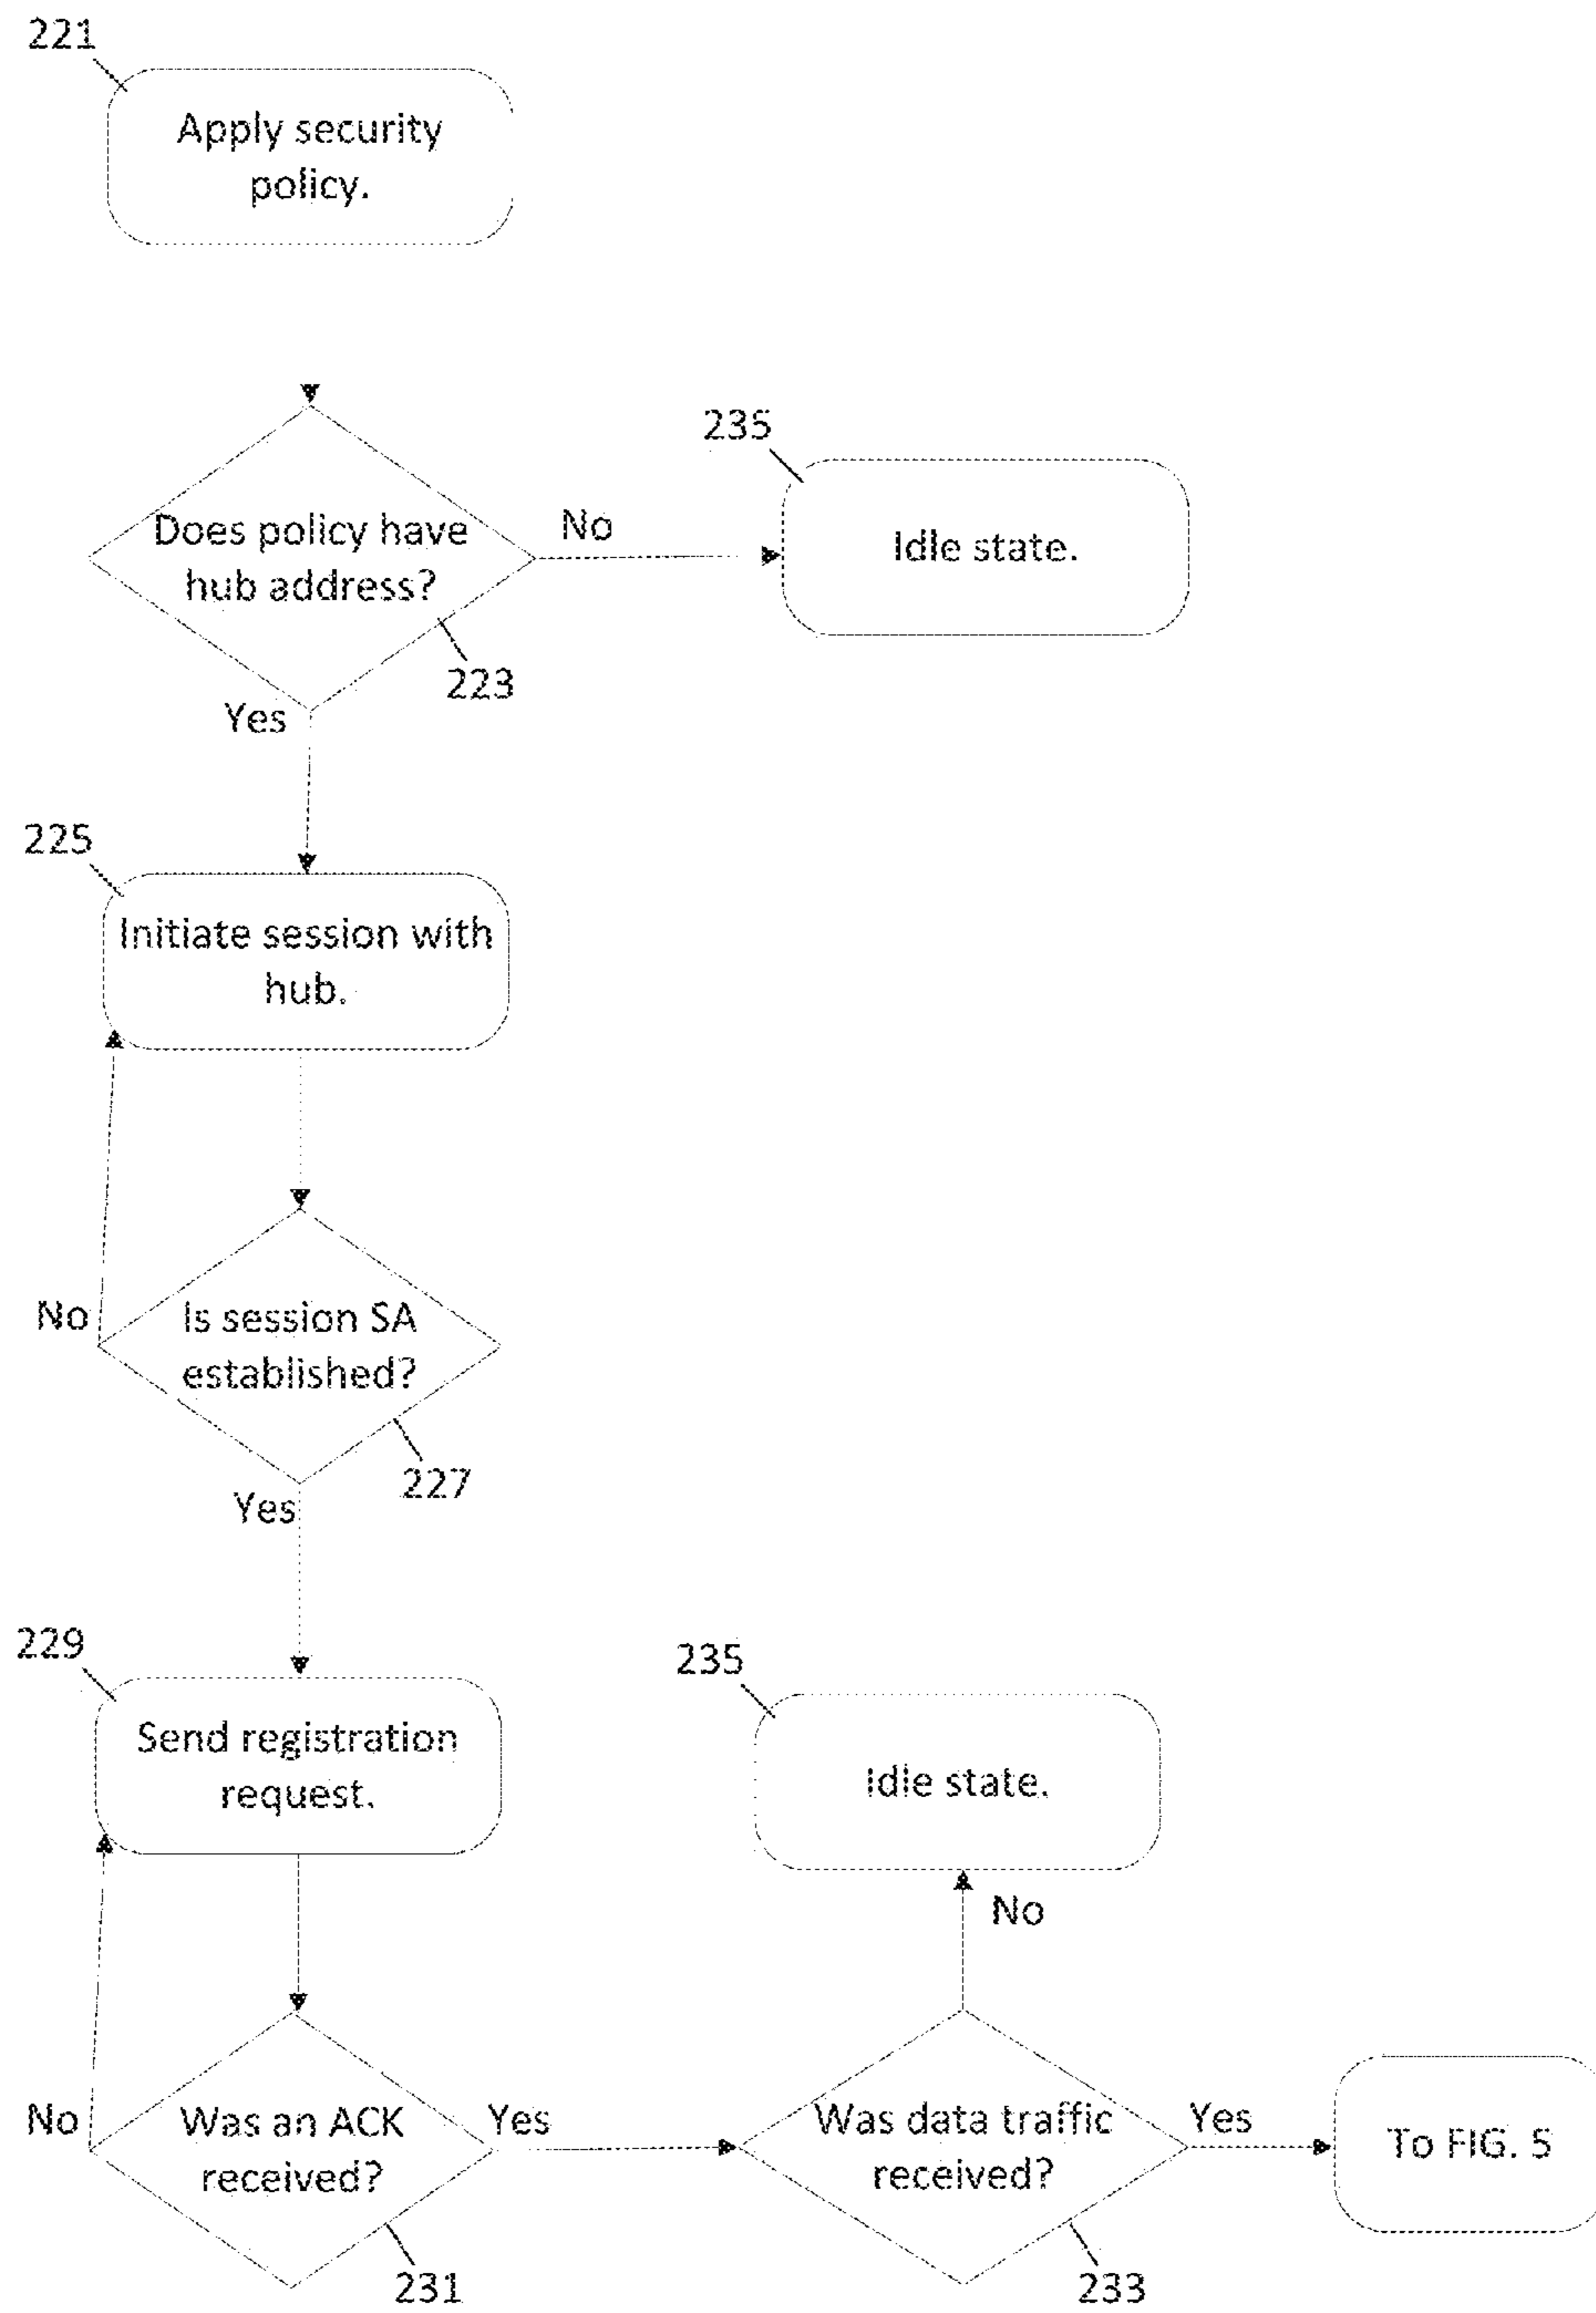 221
Apply security
policy.
235
Does policy have
hub address?
No
Idle state.
223
Yes
225
Initiate session with
hub.
No
Is session SA
established?
227
Yes
229
Send registration
request.
235
Idle state.
No
No
Was an ACK
received?
Yes
Was data traffic
received?
Yes
To FIG. 5
231
233